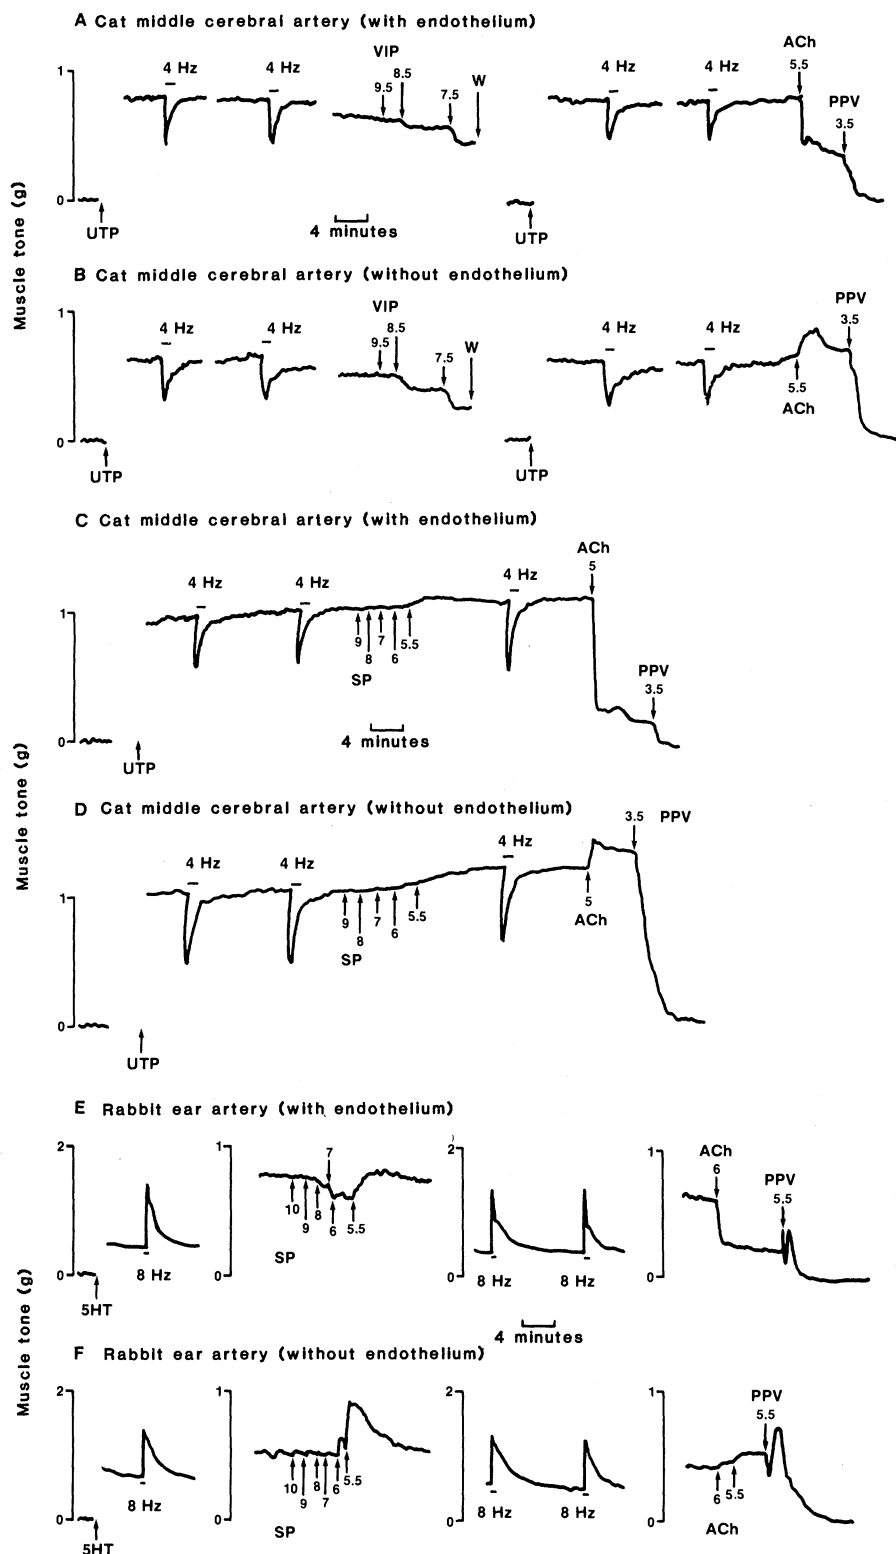 A Cat middle cerebral artery (with endothelium)
4 Hz 4 Hz VIP 9.5 8.5 7.5 W 4 Hz 4 Hz ACh 5.5 PPV 3.5
1
0
UTP 4 minutes UTP
Muscle tone (g)
B Cat middle cerebral artery (without endothelium)
4 Hz 4 Hz VIP 9.5 8.5 7.5 W 4 Hz 4 Hz PPV 3.5
1
5.5
ACh
0
UTP UTP
C Cat middle cerebral artery (with endothelium)
4 Hz 4 Hz 4 Hz ACh 5
1
9 8 7 6 5.5
SP PPV 3.5
0
UTP 4 minutes
Muscle tone (g)
D Cat middle cerebral artery (without endothelium)
4 Hz 4 Hz 4 Hz 3.5 PPV
1
9 8 7 6 5.5 5
SP ACh
0
UTP
E Rabbit ear artery (with endothelium)
2 1 7 2 1 ACh 6 PPV 5.5
10 9 8 6 5.5
SP
0 0 0 0
5HT 8 Hz 8 Hz 8 Hz
4 minutes
Muscle tone (g)
F Rabbit ear artery (without endothelium)
2 1 2 1 PPV 5.5
10 9 8 7 6 5.5 6 5.5
8 Hz 8 Hz 8 Hz
0 0 0 0
5HT SP ACh